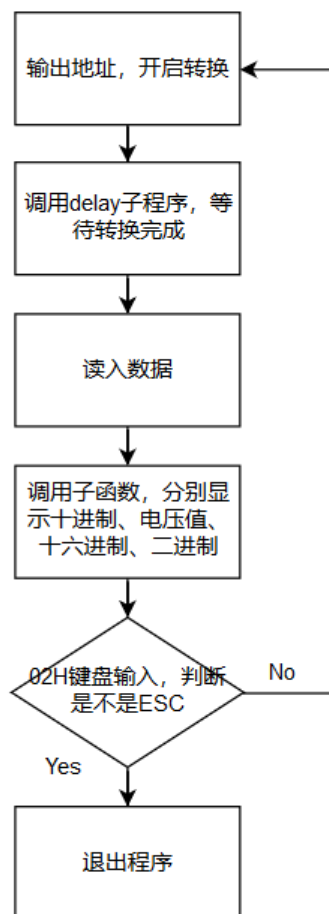 输出地址，开启转换
调用delay子程序，等
待转换完成
读入数据
调用子函数，分别显
示十进制、电压值、
十六进制、二进制
02H键盘输入，判断
是不是ESC
No
Yes
退出程序